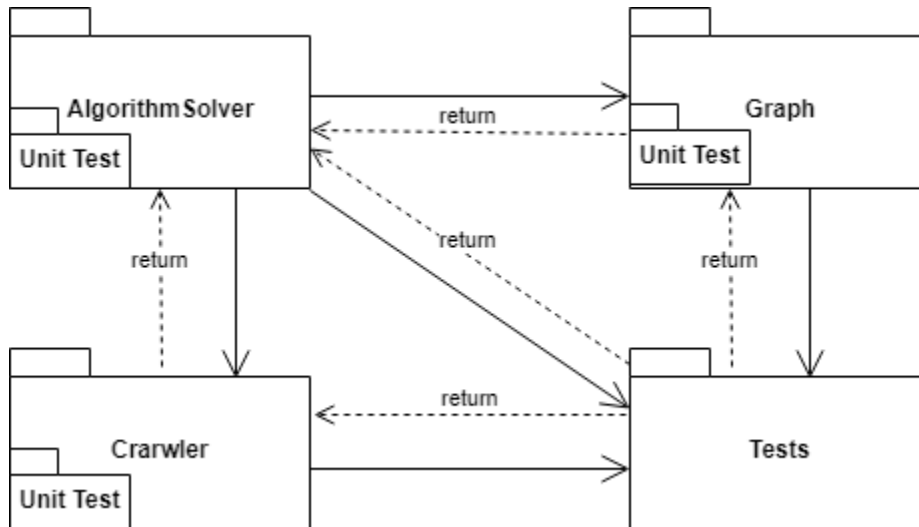 AlgorithmSolver
Unit Test
return
Graph
Unit Test
return
return
return
Crarwler
Unit Test
return
Tests